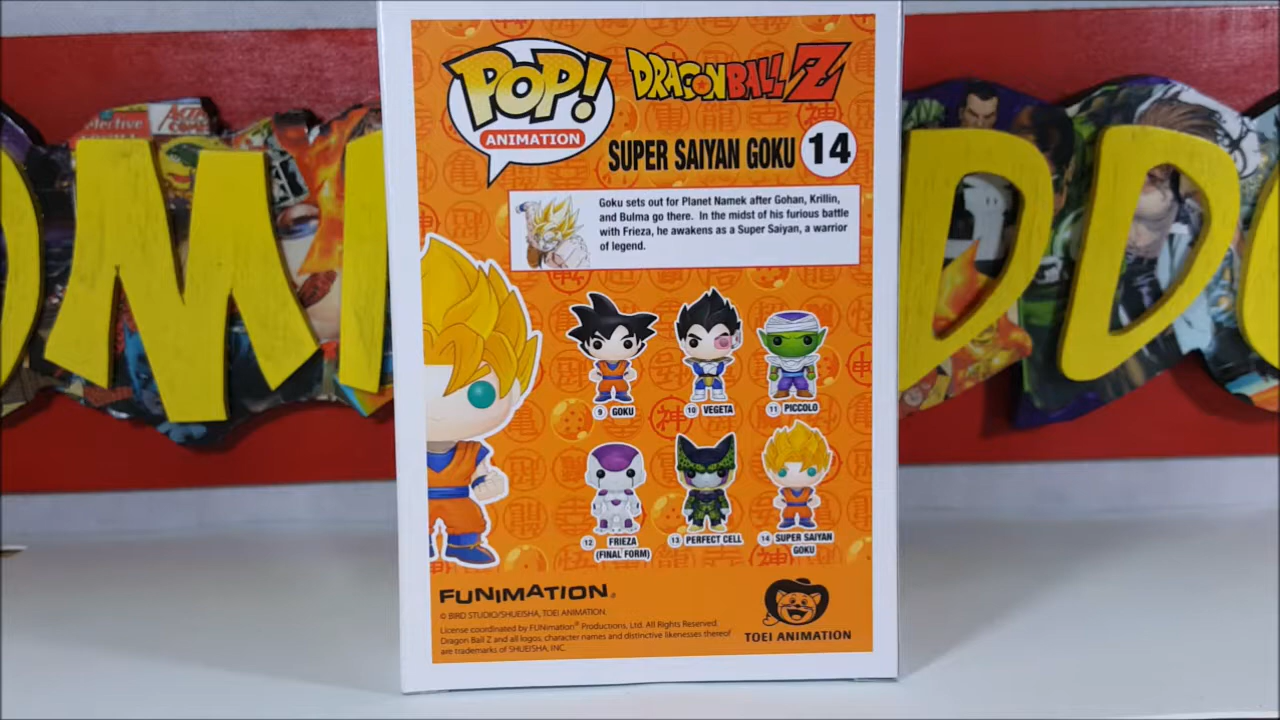 POP!
ANIMATION
DRAGON BALL Z
SUPER SAIYAN GOKU 14
Goku sets out for Planet Namek after Gohan, Krillin,
and Bulma go there. In the midst of his furious battle
with Frieza, he awakens as a Super Saiyan, a warrior
of legend.
9 GOKU
10 VEGETA
11 PICCOLO
12 FRIEZA
(FINAL FORM)
13 PERFECT CELL
14 SUPER SAIYAN
GOKU
FUNIMATION®
© BIRD STUDIO/SHUEISHA, TOEI ANIMATION.
License coordinated by FUNimation® Productions, Ltd. All Rights Reserved.
Dragon Ball Z and all logos, character names and distinctive likenesses thereof
are trademarks of SHUEISHA, INC.
TOEI ANIMATION
OMI
DDO